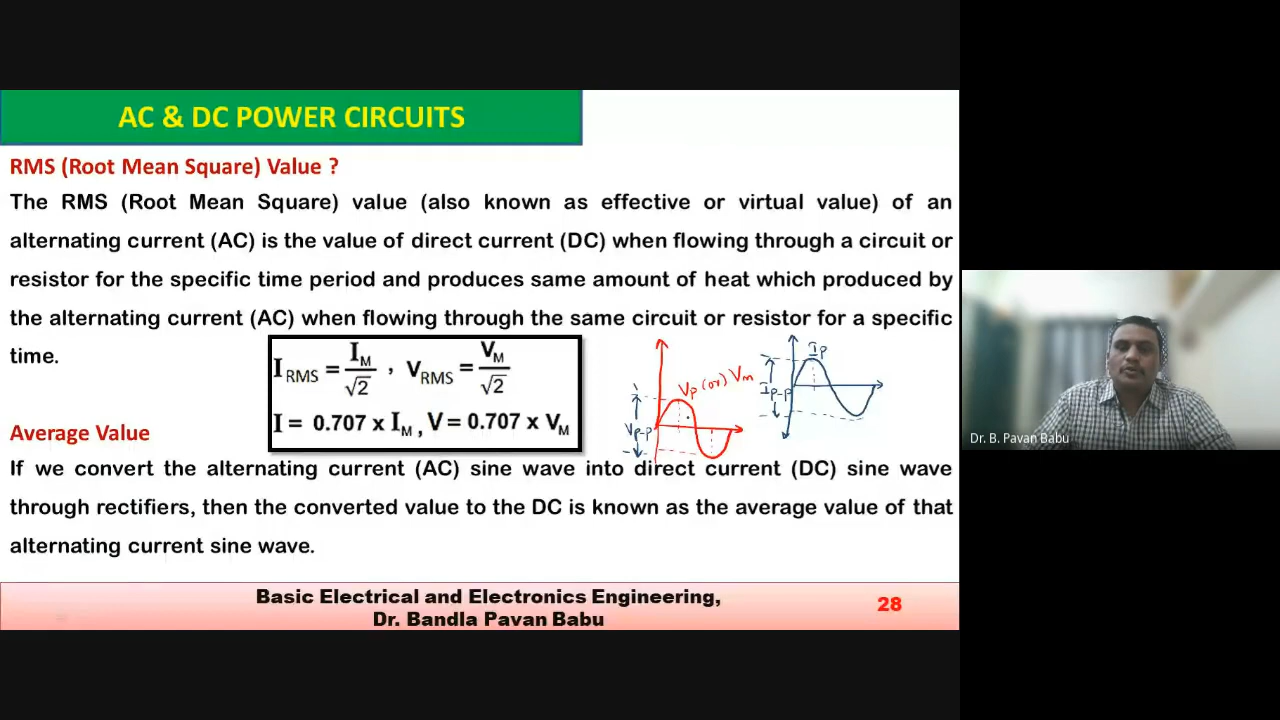 AC & DC POWER CIRCUITS
RMS (Root Mean Square) Value ?
The RMS (Root Mean Square) value (also known as effective or virtual value) of an
alternating current (AC) is the value of direct current (DC) when flowing through a circuit or
resistor for the specific time period and produces same amount of heat which produced by
the alternating current (AC) when flowing through the same circuit or resistor for a specific
time.
I RMS = I M / √2 , V RMS = V M / √2
I = 0.707 x I M , V = 0.707 x V M
Ip
Vp (or) Vm
Ip-p
Vp-p
Average Value
If we convert the alternating current (AC) sine wave into direct current (DC) sine wave
through rectifiers, then the converted value to the DC is known as the average value of that
alternating current sine wave.
Basic Electrical and Electronics Engineering,
Dr. Bandla Pavan Babu
28
Dr. B. Pavan Babu